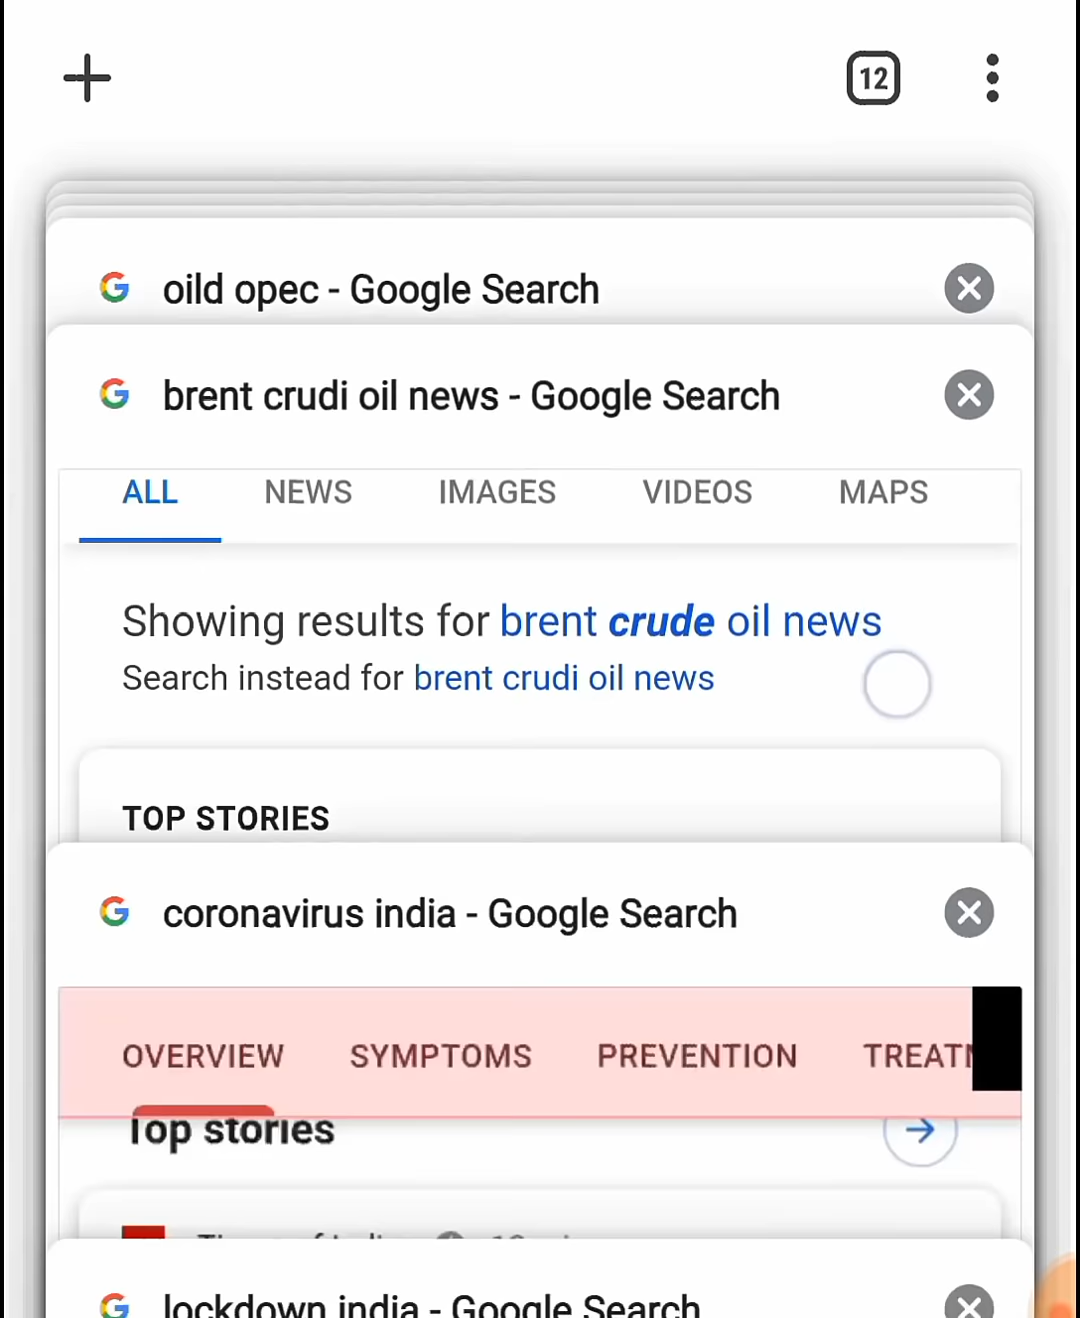 12
oild opec - Google Search
brent crudi oil news - Google Search
ALL NEWS IMAGES VIDEOS MAPS
Showing results for brent crude oil news
Search instead for brent crudi oil news
TOP STORIES
coronavirus india - Google Search
OVERVIEW SYMPTOMS PREVENTION
Top stories
lockdown india - Google Search